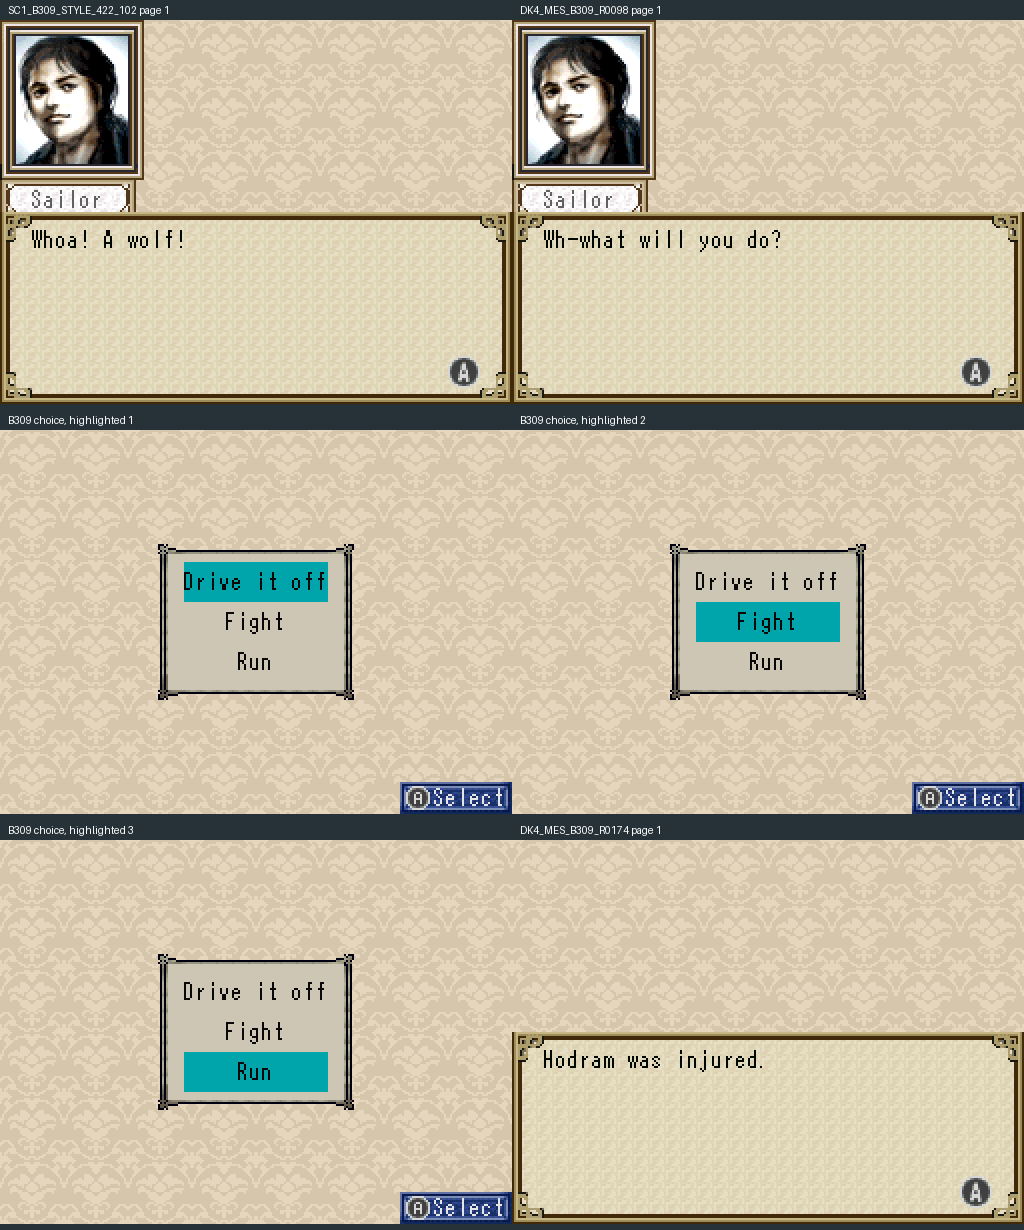 SC1_B309_STYLE_422_102 page 1
Sailor
Whoa! A wolf!
A
DK4_MES_B309_R0098 page 1
Sailor
Wh-what will you do?
A
B309 choice, highlighted 1
Drive it off
Fight
Run
A Select
B309 choice, highlighted 2
Drive it off
Fight
Run
A Select
B309 choice, highlighted 3
Drive it off
Fight
Run
A Select
DK4_MES_B309_R0174 page 1
Hodram was injured.
A